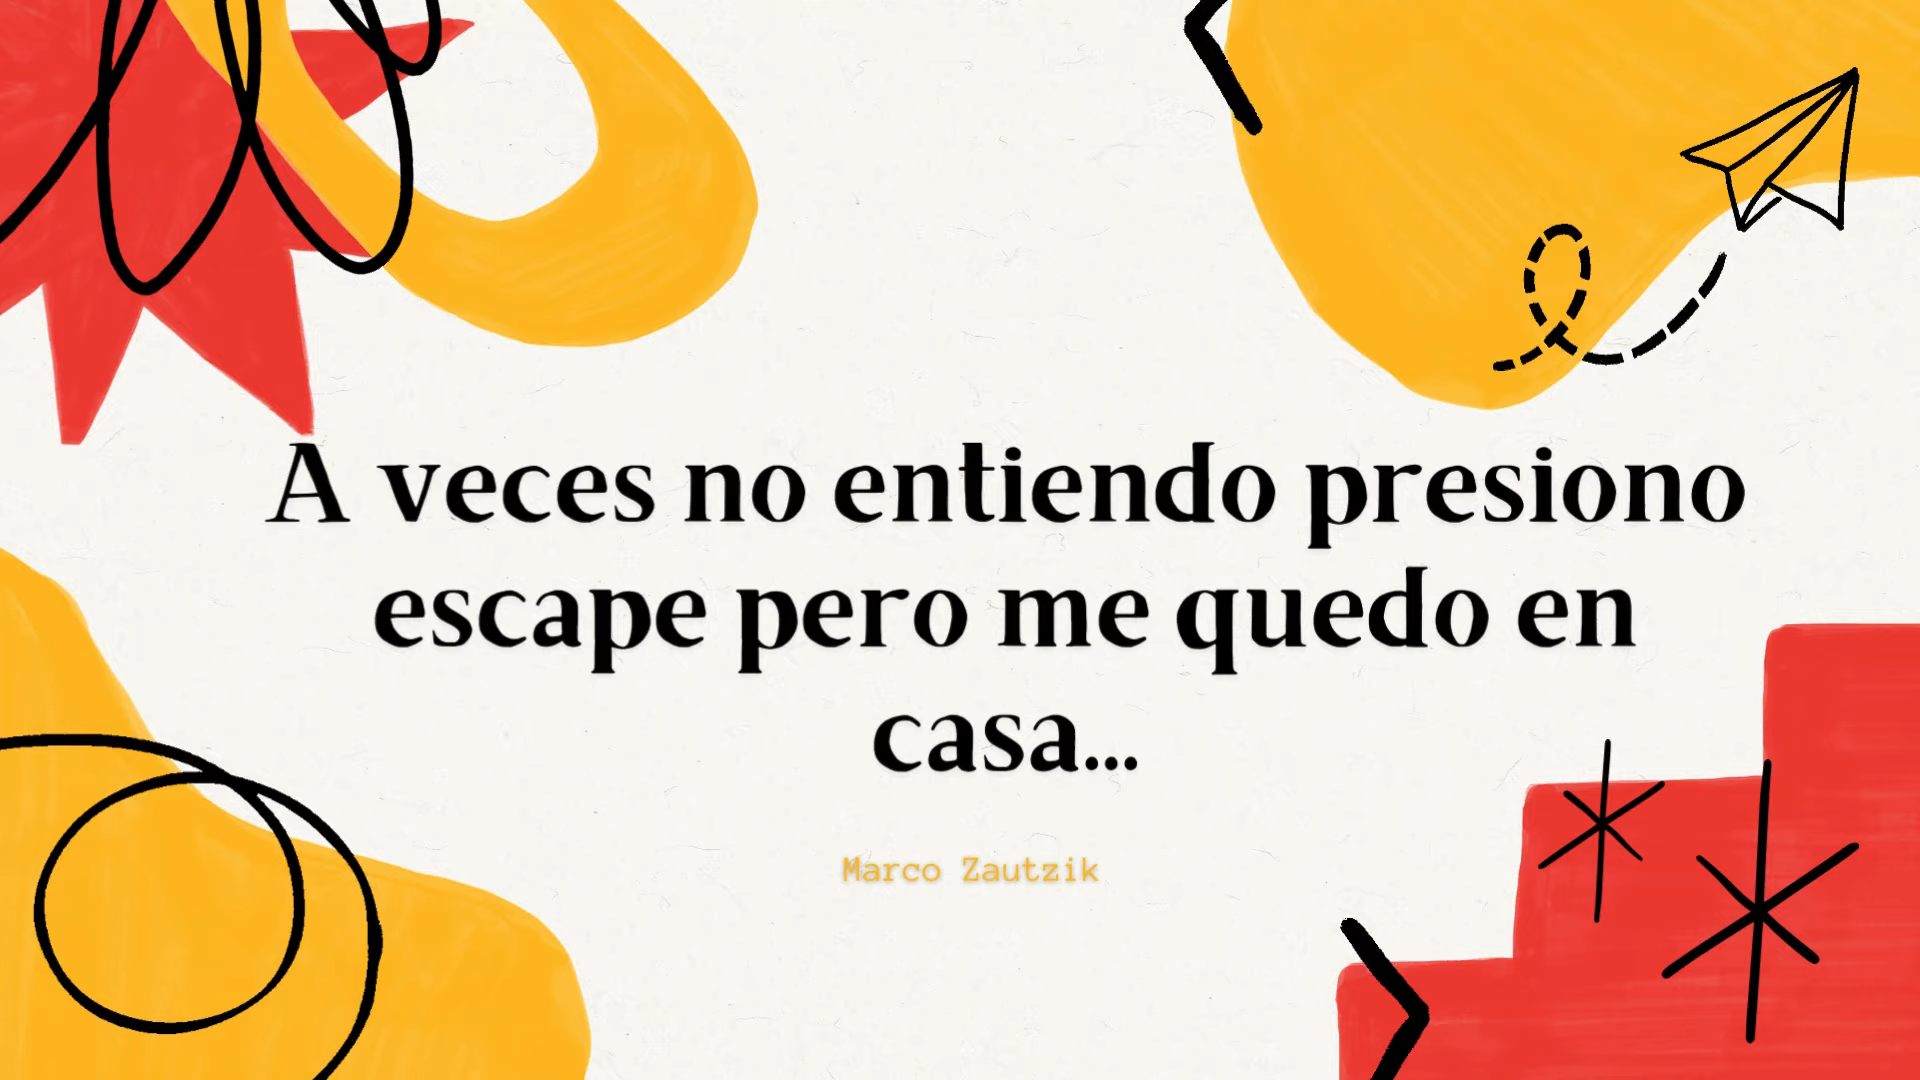 A veces no entiendo presiono
escape pero me quedo en
casa...
Marco Zautzik